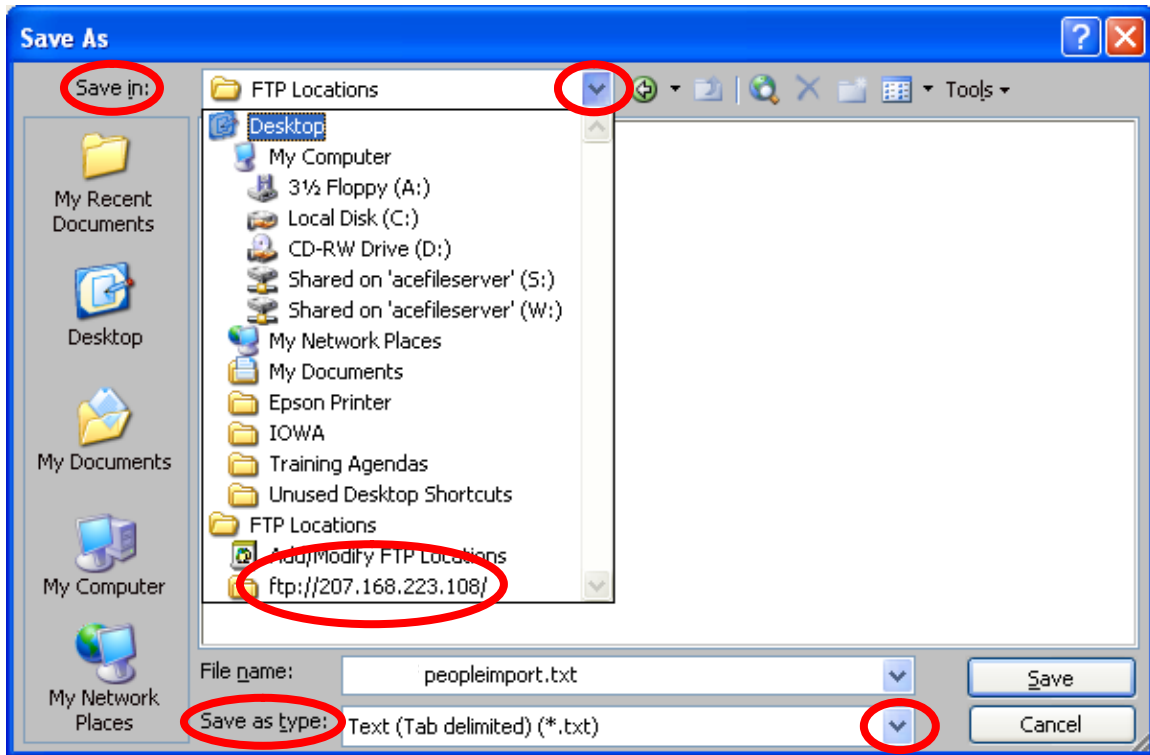 Save As
Save in:
FTP Locations
Tools
Desktop
My Computer
3½ Floppy (A:)
Local Disk (C:)
CD-RW Drive (D:)
Shared on 'acefileserver' (S:)
Shared on 'acefileserver' (W:)
My Network Places
My Documents
Epson Printer
IOWA
Training Agendas
Unused Desktop Shortcuts
FTP Locations
Add/Modify FTP Locations
ftp://207.168.223.108/
My Recent
Documents
Desktop
My Documents
My Computer
My Network
Places
File name:
peopleimport.txt
Save
Save as type:
Text (Tab delimited) (*.txt)
Cancel